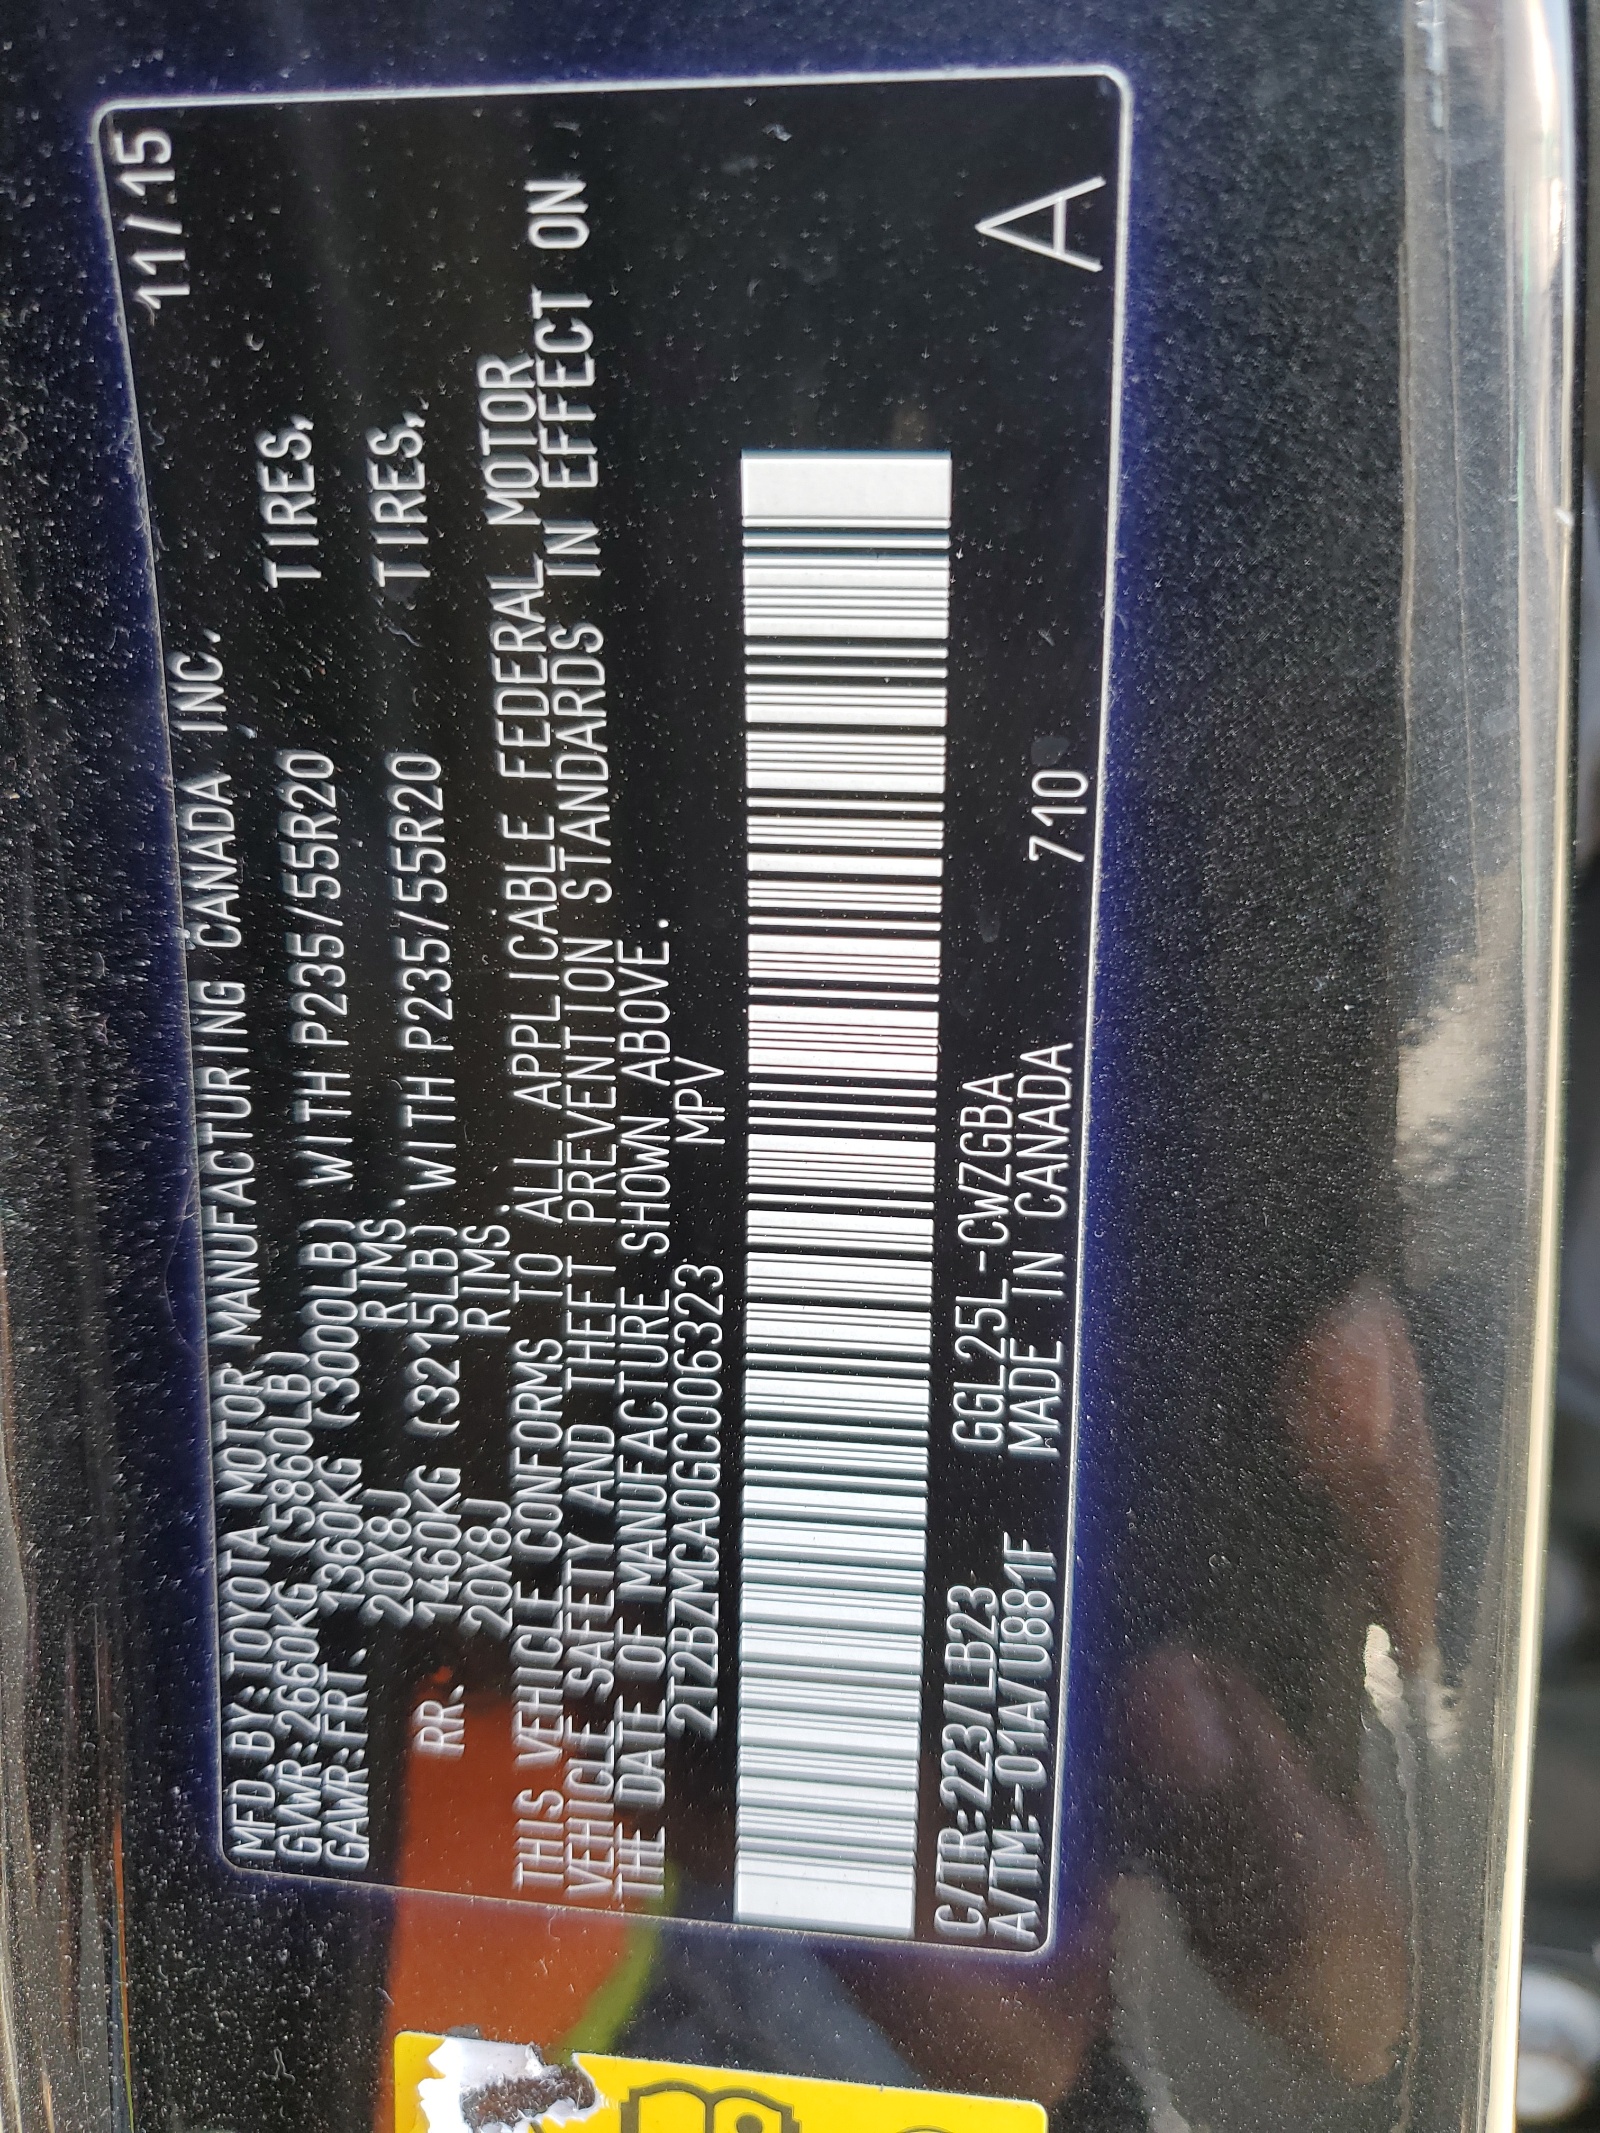 11/15
MFD. BY: TOYOTA MOTOR MANUFACTURING CANADA INC.
GVWR: 2660KG (5860LB)
GAWR: FRT. 1360KG (3000LB) WITH P235/55R20 TIRES,
20X8J RIMS.
RR. 1460KG (3215LB) WITH P235/55R20 TIRES,
20X8J RIMS.
THIS VEHICLE CONFORMS TO ALL APPLICABLE FEDERAL MOTOR
VEHICLE SAFETY AND THEFT PREVENTION STANDARDS IN EFFECT ON
THE DATE OF MANUFACTURE SHOWN ABOVE.
2T2BZMCA0GC006323 MPV
C/TR:223/LB23 GGL25L-CWZGBA
A/TM:-01A/U881F MADE IN CANADA 710 A